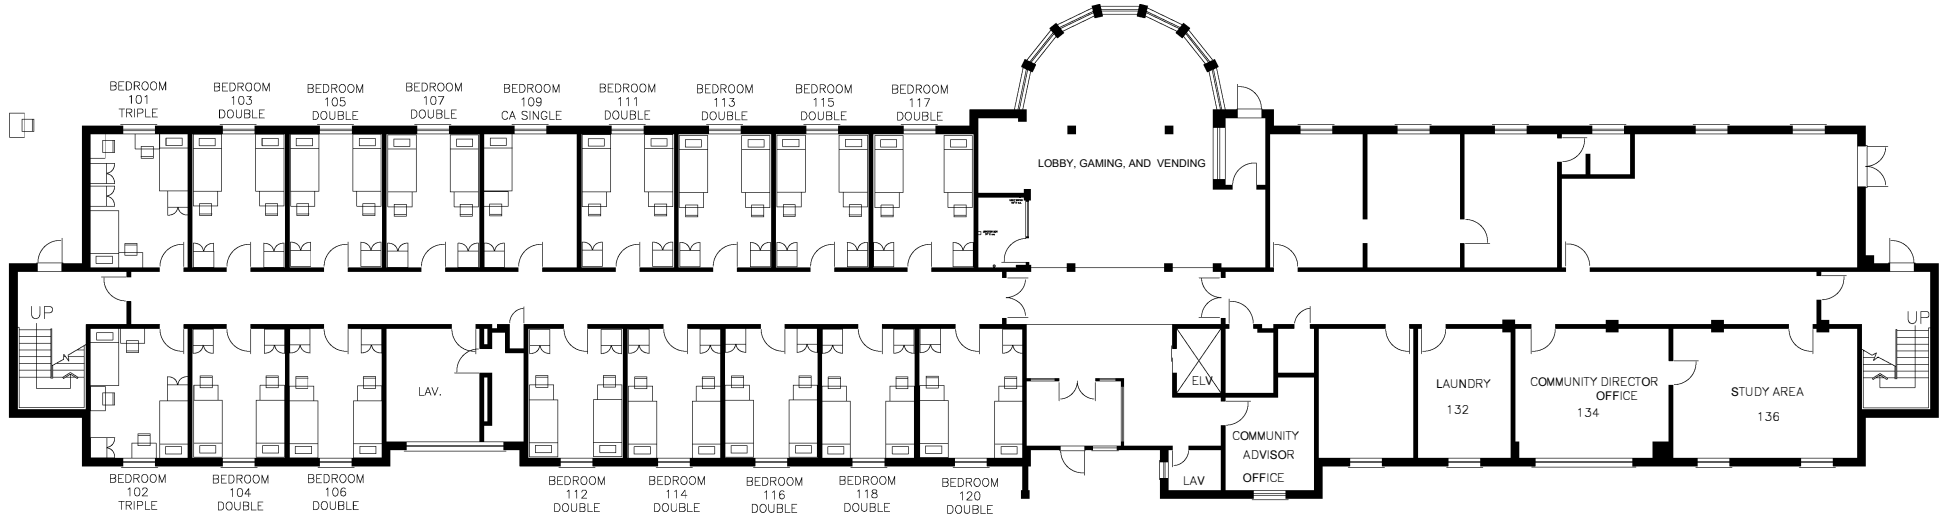 BEDROOM
101
TRIPLE
BEDROOM
103
DOUBLE
BEDROOM
105
DOUBLE
BEDROOM
107
DOUBLE
BEDROOM
109
CA SINGLE
BEDROOM
111
DOUBLE
BEDROOM
113
DOUBLE
BEDROOM
115
DOUBLE
BEDROOM
117
DOUBLE
LOBBY, GAMING, AND VENDING
UP
UP
LAV.
ELV
LAUNDRY
132
COMMUNITY DIRECTOR
OFFICE
134
STUDY AREA
136
COMMUNITY
ADVISOR
OFFICE
LAV
BEDROOM
102
TRIPLE
BEDROOM
104
DOUBLE
BEDROOM
106
DOUBLE
BEDROOM
112
DOUBLE
BEDROOM
114
DOUBLE
BEDROOM
116
DOUBLE
BEDROOM
118
DOUBLE
BEDROOM
120
DOUBLE